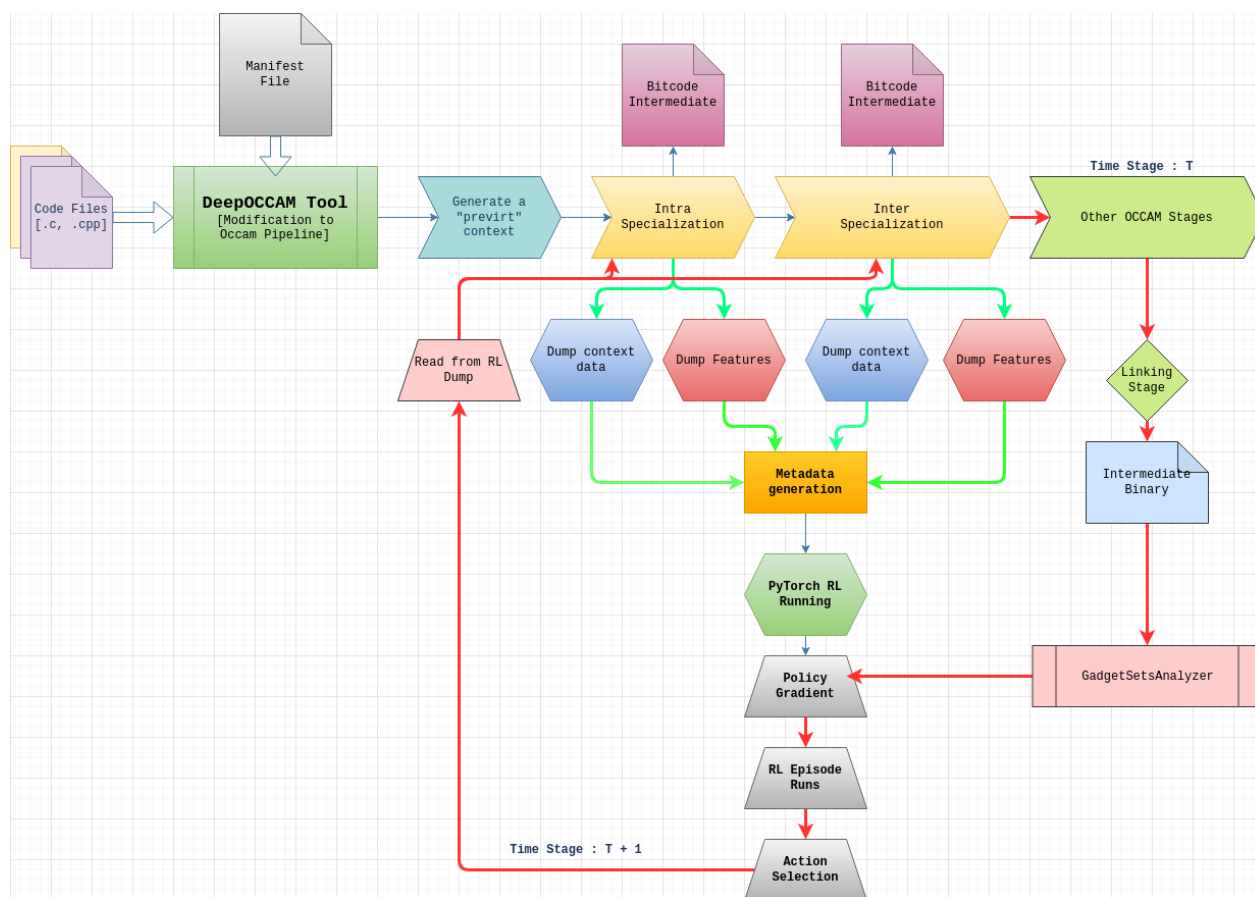 Manifest
File
Bitcode
Intermediate
Bitcode
Intermediate
Time Stage : T
Code Files
[.c, .cpp]
DeepOCCAM Tool
[Modification to
Occam Pipeline]
Generate a
"previrt"
context
Intra
Specialization
Inter
Specialization
Other OCCAM Stages
Read from RL
Dump
Dump context
data
Dump Features
Dump context
data
Dump Features
Linking
Stage
Metadata
generation
Intermediate
Binary
PyTorch RL
Running
Policy
Gradient
GadgetSetsAnalyzer
RL Episode
Runs
Time Stage : T + 1
Action
Selection